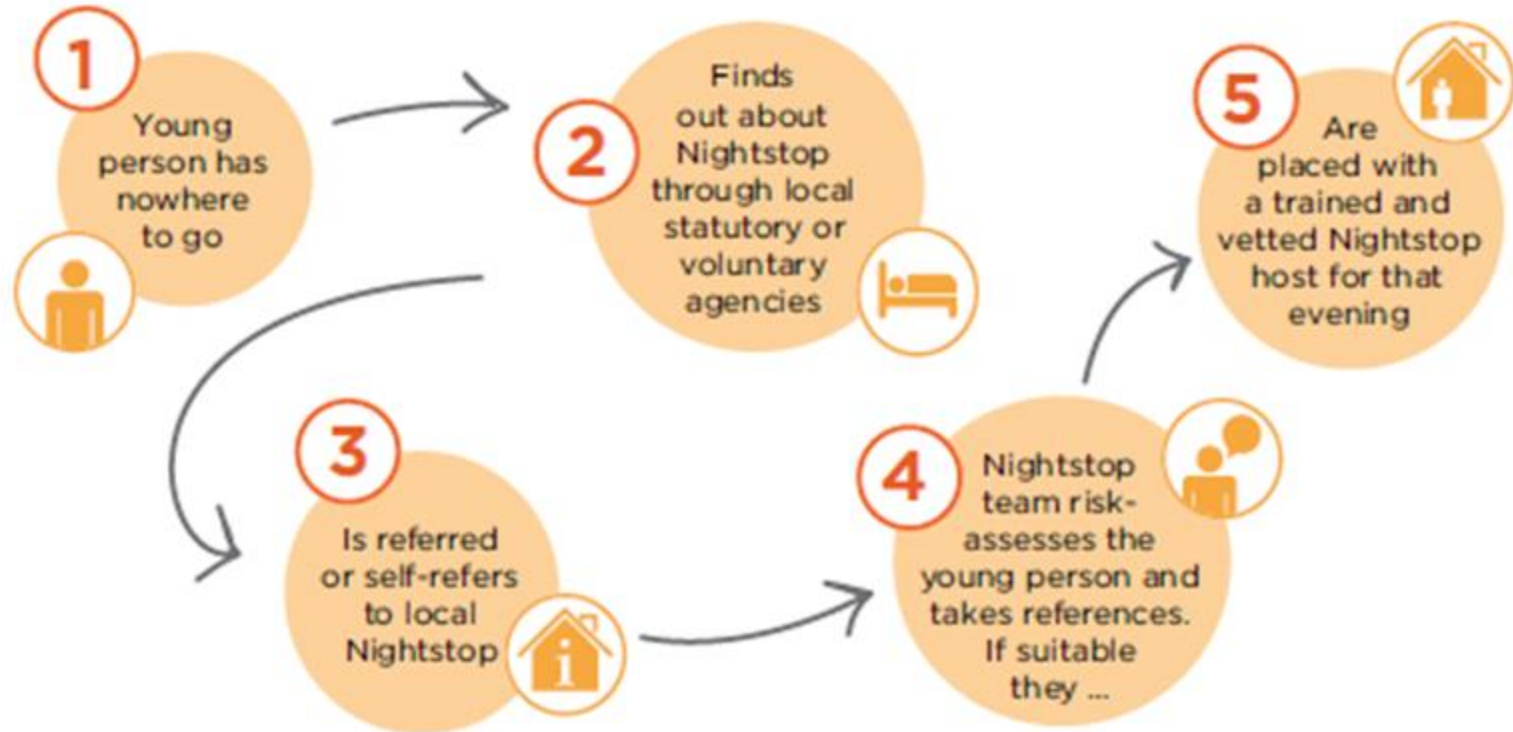 1
Young
person has
nowhere
to go
2
Finds
out about
Nightstop
through local
statutory or
voluntary
agencies
3
Is referred
or self-refers
to local
Nightstop
i
4
Nightstop
team risk-
assesses the
young person and
takes references.
If suitable
they ...
5
Are
placed with
a trained and
vetted Nightstop
host for that
evening